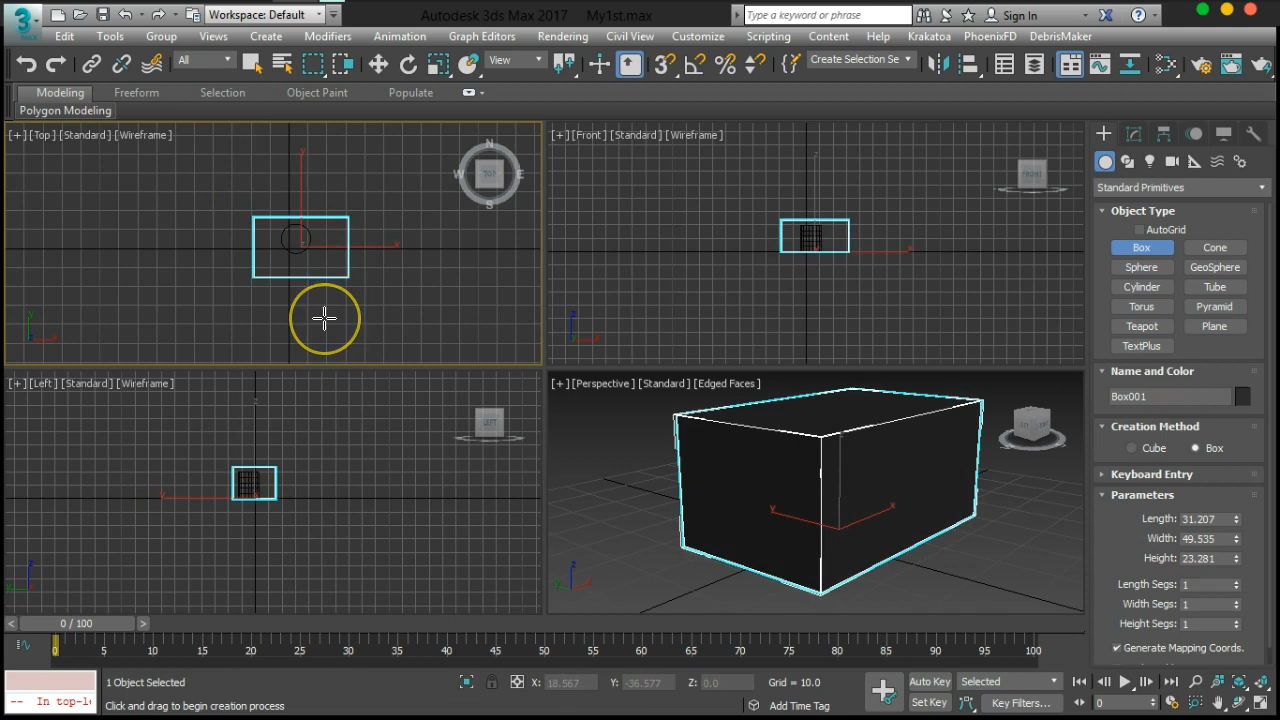 3
MAX
Workspace: Default
Autodesk 3ds Max 2017 My1st.max
Type a keyword or phrase
Sign In
Edit Tools Group Views Create Modifiers Animation Graph Editors Rendering Civil View Customize Scripting Content Help Krakatoa PhoenixFD DebrisMaker
All
View
Create Selection Se
Modeling Freeform Selection Object Paint Populate
Polygon Modeling
[+] [Top] [Standard] [Wireframe]
N
W TOP E
S
y
x
y
x
[+] [Front] [Standard] [Wireframe]
FRONT
z
x
z
x
[+] [Left] [Standard] [Wireframe]
LEFT
z
y
z
y
[+] [Perspective] [Standard] [Edged Faces]
y x
z
Standard Primitives
Object Type
AutoGrid
Box Cone
Sphere GeoSphere
Cylinder Tube
Torus Pyramid
Teapot Plane
TextPlus
Name and Color
Box001
Creation Method
Cube Box
Keyboard Entry
Parameters
Length: 31.207
Width: 49.535
Height: 23.281
Length Segs: 1
Width Segs: 1
Height Segs: 1
Generate Mapping Coords.
< 0 / 100 >
0 5 10 15 20 25 30 35 40 45 50 55 60 65 70 75 80 85 90 95 100
1 Object Selected
X: 18.567 Y: -36.577 Z: 0.0 Grid = 10.0
Auto Key Selected
-- In top-le
Click and drag to begin creation process
Add Time Tag
Set Key Key Filters...
0